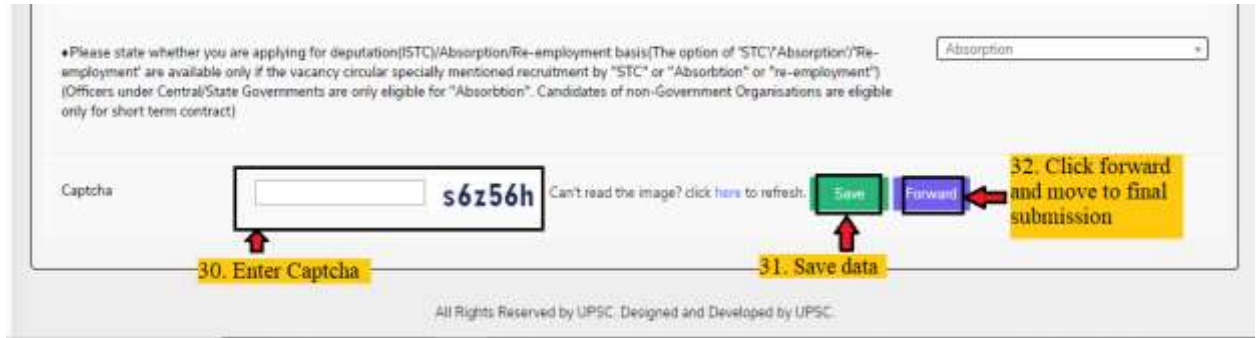 •Please state whether you are applying for deputation(ISTC)/Absorption/Re-employment basis(The option of 'STC'/'Absorption'/'Re-
Absorption
employment' are available only if the vacancy circular specially mentioned recruitment by "STC" or "Absorbtion" or "re-employment")
(Officers under Central/State Governments are only eligible for "Absorbtion". Candidates of non-Government Organisations are eligible
only for short term contract)
Captcha
s6z56h
Can't read the image? click here to refresh.
Save
Forward
32. Click forward
and move to final
submission
30. Enter Captcha
31. Save data
All Rights Reserved by UPSC. Designed and Developed by UPSC.